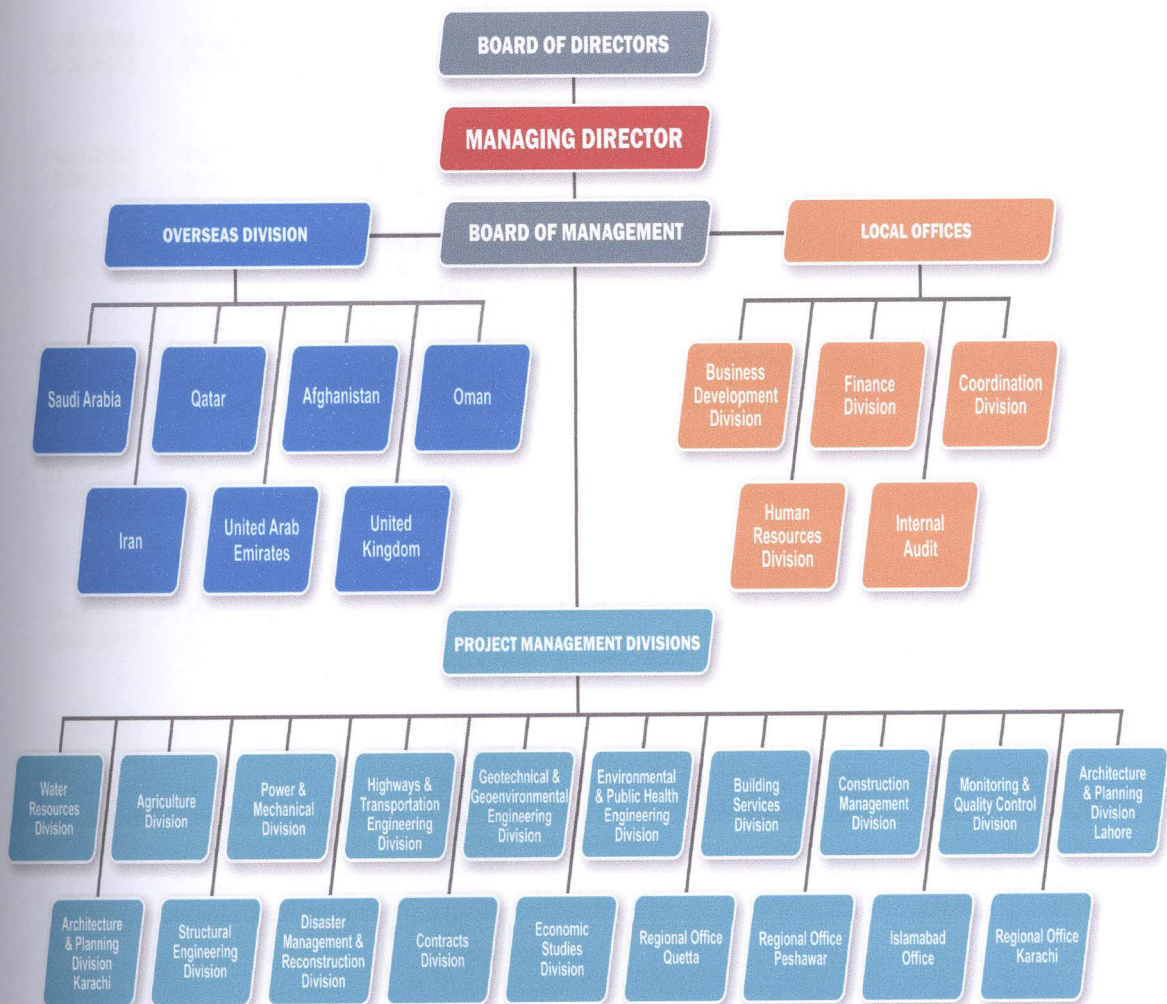 BOARD OF DIRECTORS
MANAGING DIRECTOR
OVERSEAS DIVISION
BOARD OF MANAGEMENT
LOCAL OFFICES
Saudi Arabia
Qatar
Afghanistan
Oman
Business
Development
Division
Finance
Division
Coordination
Division
Iran
United Arab
Emirates
United
Kingdom
Human
Resources
Division
Internal
Audit
PROJECT MANAGEMENT DIVISIONS
Water
Resources
Division
Agriculture
Division
Power &
Mechanical
Division
Highways &
Transportation
Engineering
Division
Geotechnical &
Geoenvironmental
Engineering
Division
Environmental
& Public Health
Engineering
Division
Building
Services
Division
Construction
Management
Division
Monitoring &
Quality Control
Division
Architecture
& Planning
Division
Lahore
Architecture
& Planning
Division
Karachi
Structural
Engineering
Division
Disaster
Management &
Reconstruction
Division
Contracts
Division
Economic
Studies
Division
Regional Office
Quetta
Regional Office
Peshawar
Islamabad
Office
Regional Office
Karachi